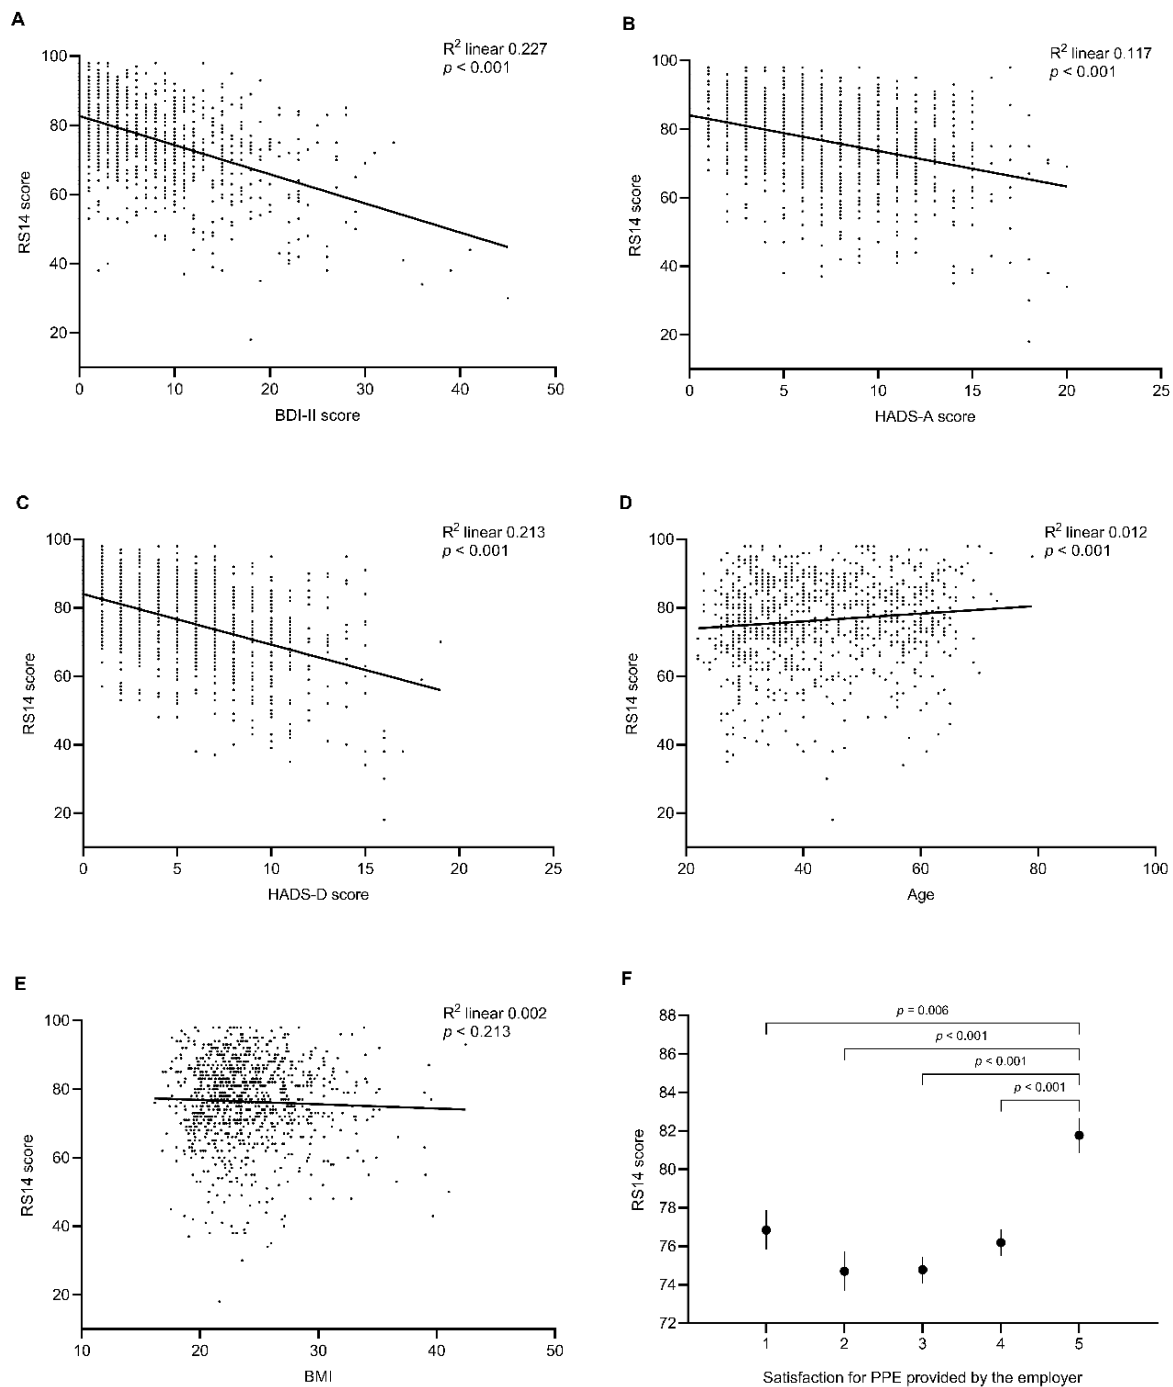 A
R² linear 0.227
p < 0.001
100
80
60
40
20
RS14 score
0 10 20 30 40 50
BDI-II score
B
R² linear 0.117
p < 0.001
100
80
60
40
20
RS14 score
0 5 10 15 20 25
HADS-A score
C
R² linear 0.213
p < 0.001
100
80
60
40
20
RS14 score
0 5 10 15 20 25
HADS-D score
D
R² linear 0.012
p < 0.001
100
80
60
40
20
RS14 score
20 40 60 80 100
Age
E
R² linear 0.002
p < 0.213
100
80
60
40
20
RS14 score
10 20 30 40 50
BMI
F
88
86
84
82
80
78
76
74
72
RS14 score
p = 0.006
p < 0.001
p < 0.001
p < 0.001
1 2 3 4 5
Satisfaction for PPE provided by the employer